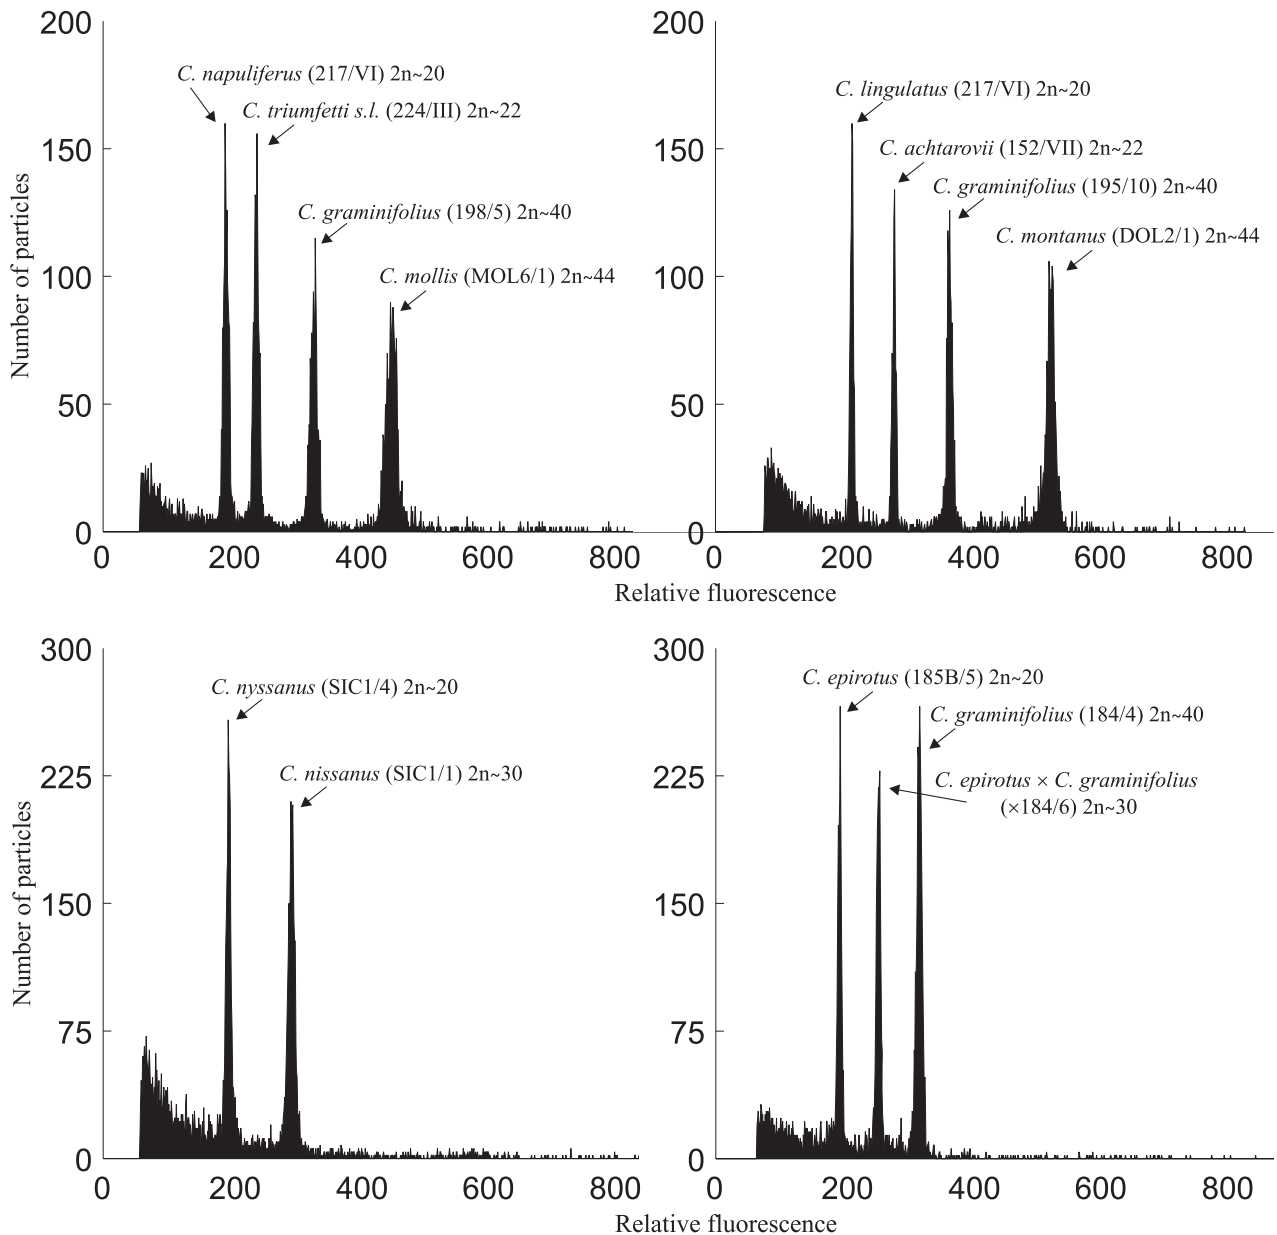 200
C. napuliferus (217/VI) 2n~20
C. triumfetti s.l. (224/III) 2n~22
150
C. graminifolius (198/5) 2n~40
C. mollis (MOL6/1) 2n~44
100
50
0
Number of particles
0 200 400 600 800
200
C. lingulatus (217/VI) 2n~20
150
C. achtarovii (152/VII) 2n~22
C. graminifolius (195/10) 2n~40
C. montanus (DOL2/1) 2n~44
100
50
0
0 200 400 600 800
Relative fluorescence
300
C. nyssanus (SIC1/4) 2n~20
C. nissanus (SIC1/1) 2n~30
225
150
75
0
Number of particles
0 200 400 600 800
300
C. epirotus (185B/5) 2n~20
C. graminifolius (184/4) 2n~40
225
C. epirotus × C. graminifolius
(×184/6) 2n~30
150
75
0
0 200 400 600 800
Relative fluorescence